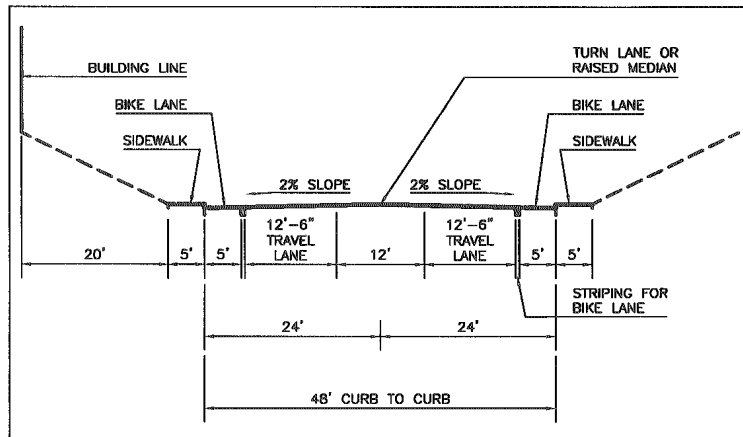 BUILDING LINE
TURN LANE OR
RAISED MEDIAN
BIKE LANE
BIKE LANE
SIDEWALK
SIDEWALK
2% SLOPE
2% SLOPE
12'-6"
TRAVEL
LANE
12'-6"
TRAVEL
LANE
20'
5'
5'
12'
5'
5'
STRIPING FOR
BIKE LANE
24'
24'
48' CURB TO CURB